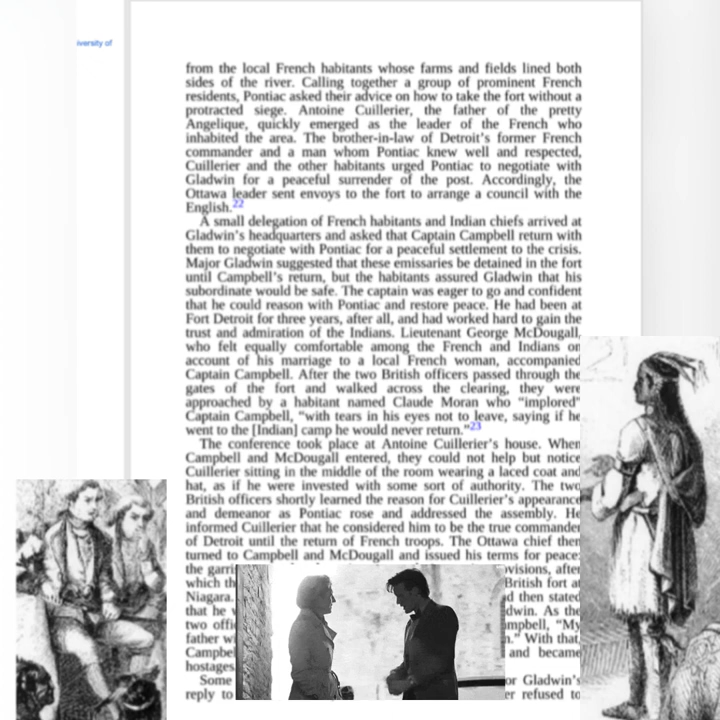 iversity of
from the local French habitants whose farms and fields lined both
sides of the river. Calling together a group of prominent French
residents, Pontiac asked their advice on how to take the fort without a
protracted siege. Antoine Cuillerier, the father of the pretty
Angelique, quickly emerged as the leader of the French who
inhabited the area. The brother-in-law of Detroit's former French
commander and a man whom Pontiac knew well and respected,
Cuillerier and the other habitants urged Pontiac to negotiate with
Gladwin for a peaceful surrender of the post. Accordingly, the
Ottawa leader sent envoys to the fort to arrange a council with the
English.22
A small delegation of French habitants and Indian chiefs arrived at
Gladwin's headquarters and asked that Captain Campbell return with
them to negotiate with Pontiac for a peaceful settlement to the crisis.
Major Gladwin suggested that these emissaries be detained in the fort
until Campbell's return, but the habitants assured Gladwin that his
subordinate would be safe. The captain was eager to go and confident
that he could reason with Pontiac and restore peace. He had been at
Fort Detroit for three years, after all, and had worked hard to gain the
trust and admiration of the Indians. Lieutenant George McDougall,
who felt equally comfortable among the French and Indians on
account of his marriage to a local French woman, accompanied
Captain Campbell. After the two British officers passed through the
gates of the fort and walked across the clearing, they were
approached by a habitant named Claude Moran who "implored"
Captain Campbell, "with tears in his eyes not to leave, saying if he
went to the [Indian] camp he would never return."23
The conference took place at Antoine Cuillerier's house. When
Campbell and McDougall entered, they could not help but notice
Cuillerier sitting in the middle of the room wearing a laced coat and
hat, as if he were invested with some sort of authority. The two
British officers shortly learned the reason for Cuillerier's appearance
and demeanor as Pontiac rose and addressed the assembly. He
informed Cuillerier that he considered him to be the true commander
of Detroit until the return of French troops. The Ottawa chief then
turned to Campbell and McDougall and issued his terms for peace:
the garri visions, after
which th British fort at
Niagara. d then stated
that he w dwin. As the
two offic mpbell, "My
father wi n." With that,
Campbel and became
hostages.
Some or Gladwin's
reply to er refused to